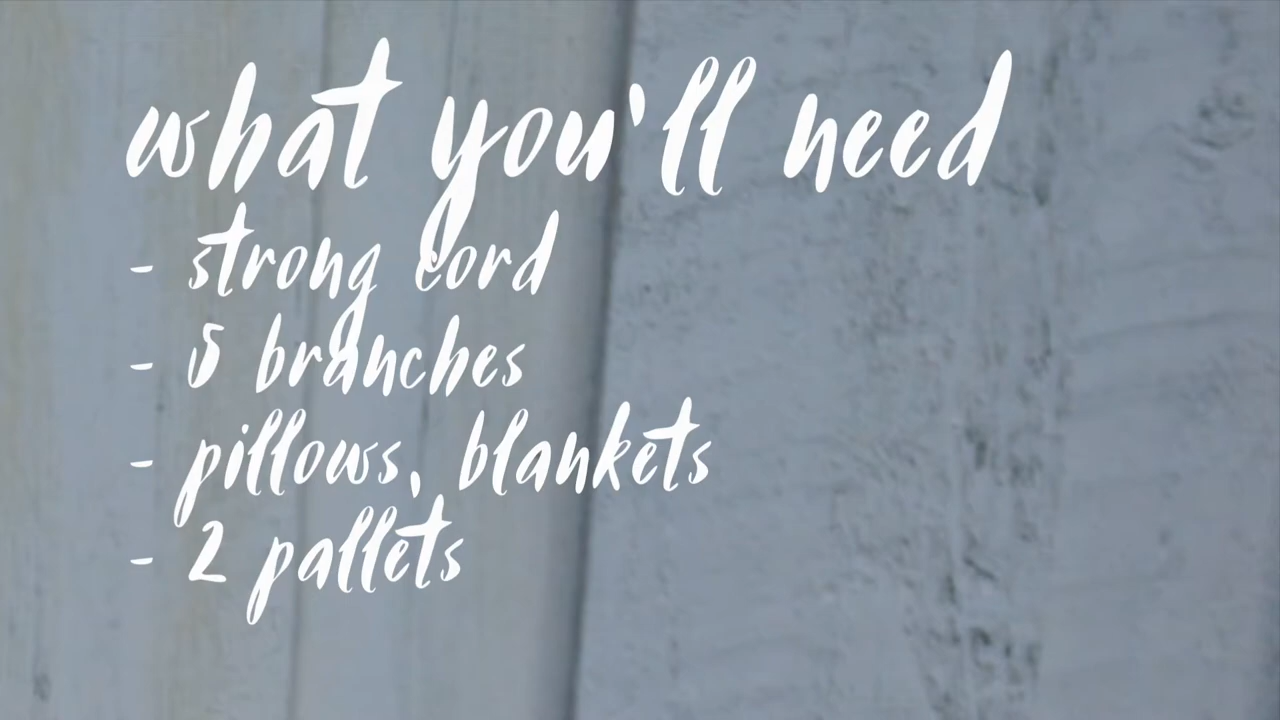 what you'll need
- strong cord
- 5 branches
- pillows, blankets
- 2 pallets